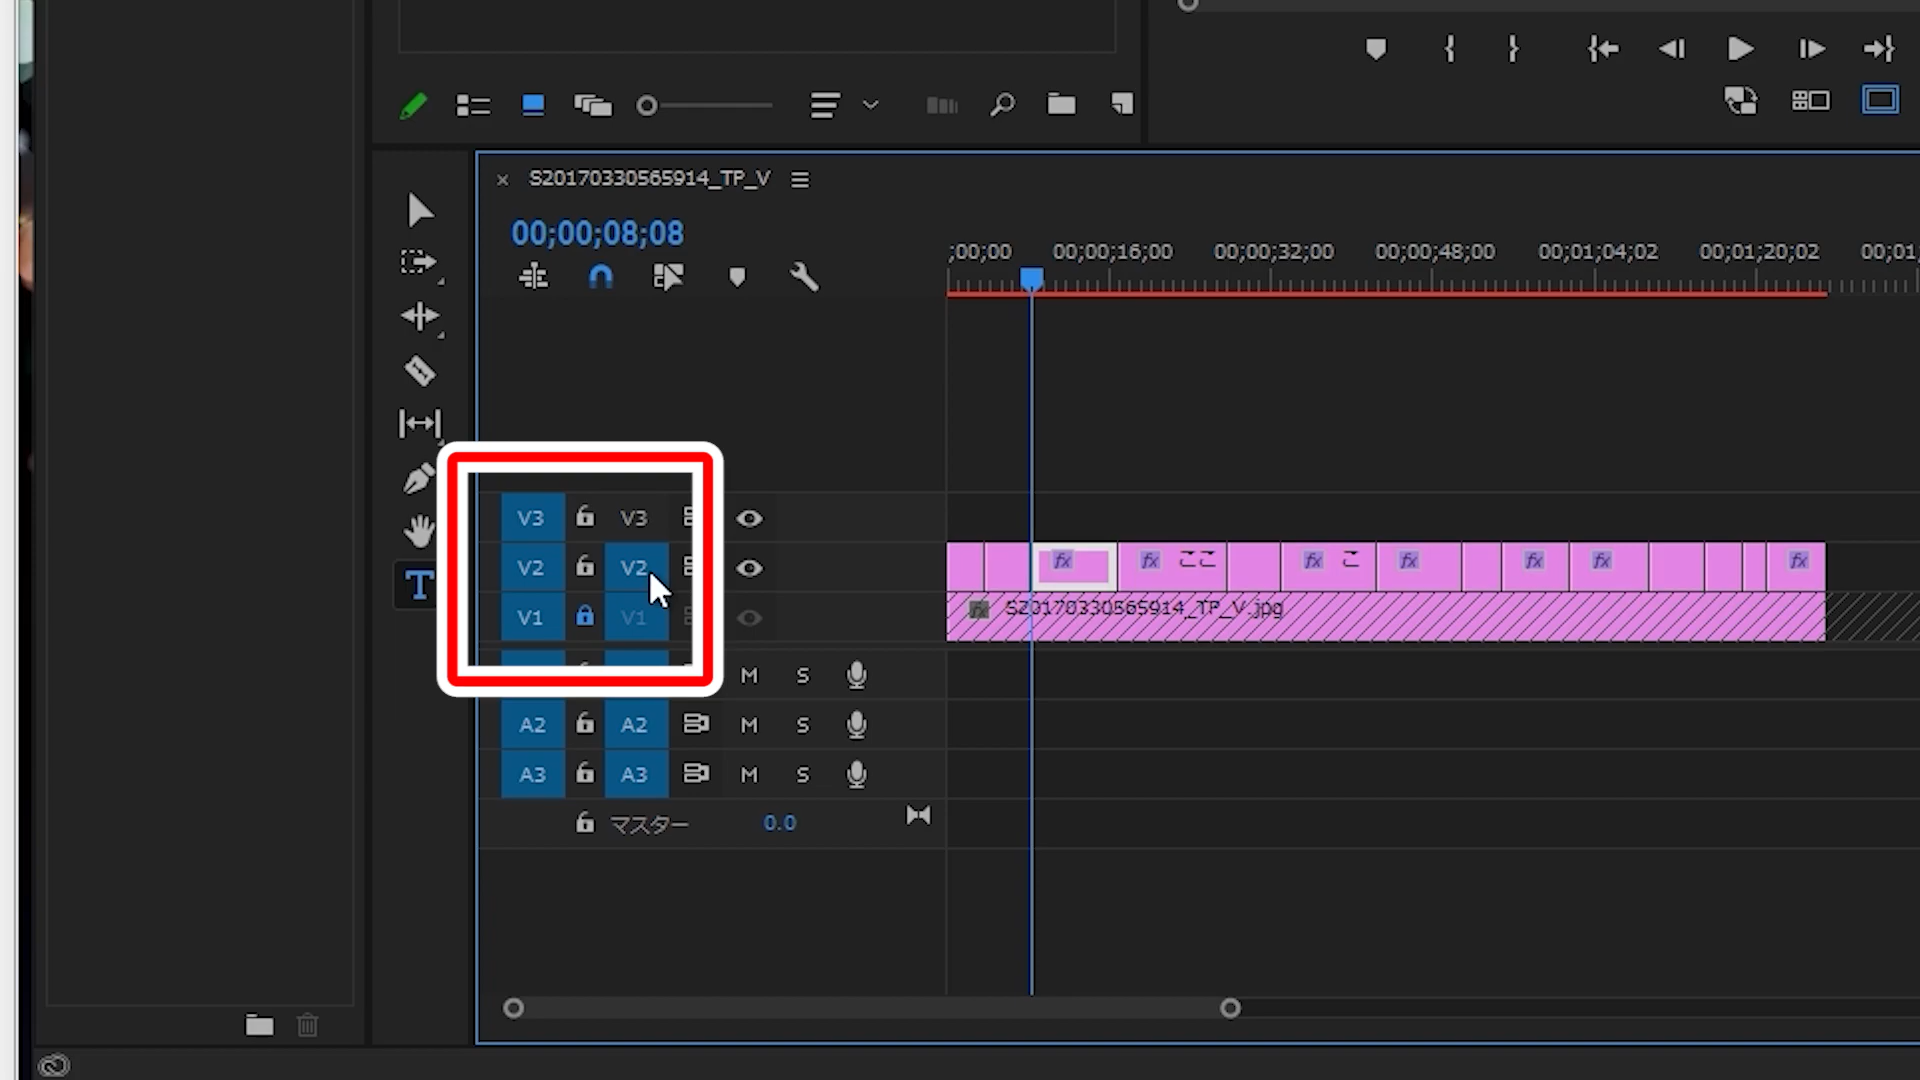 S20170330565914_TP_V
00;00;08;08
;00;00 00;00;16;00 00;00;32;00 00;00;48;00 00;01;04;02 00;01;20;02 00;01;
V3 V3
V2 V2 fx fx ここ fx こ fx fx fx fx
V1 V1 fx S20170330565914_TP_V.jpg
M S
A2 A2 M S
A3 A3 M S
マスター 0.0
T